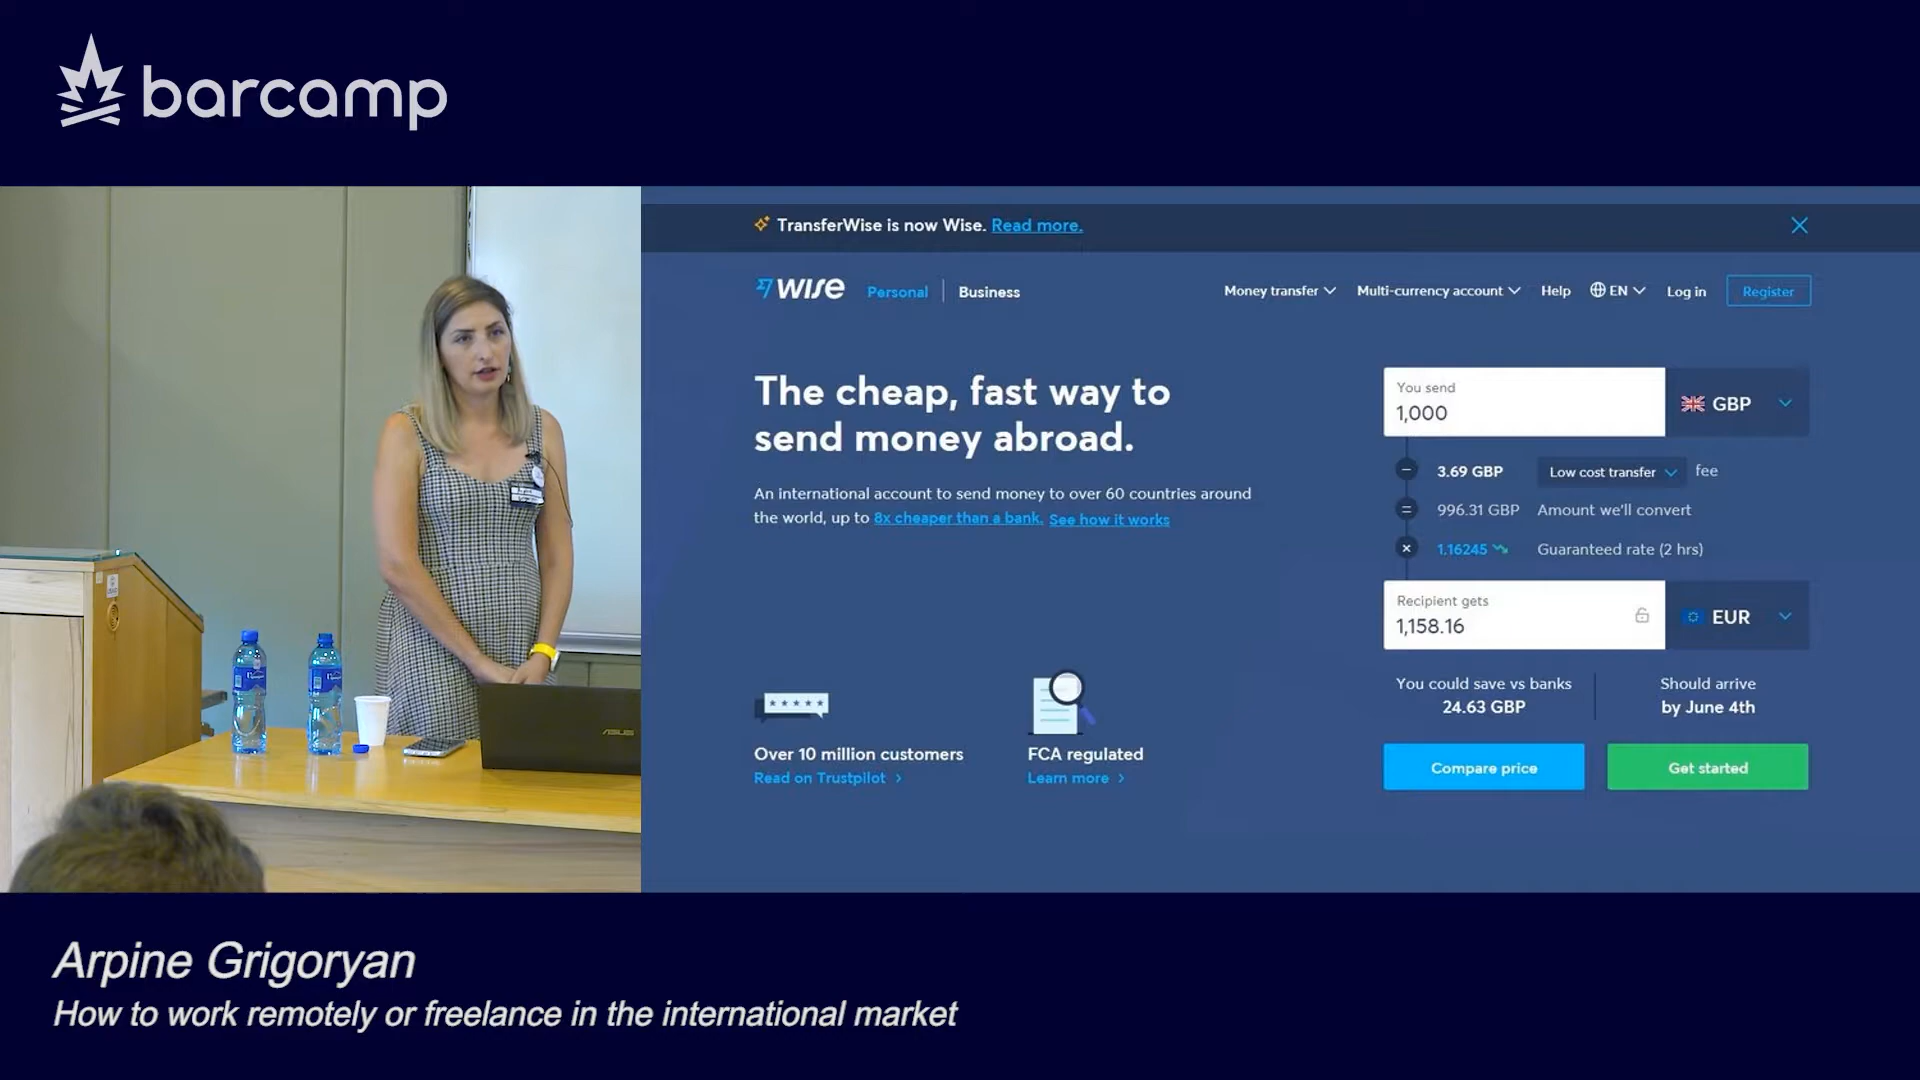 barcamp
TransferWise is now Wise. Read more.
WISE Personal Business
Money transfer Multi-currency account Help EN Log in Register
The cheap, fast way to
send money abroad.
An international account to send money to over 60 countries around
the world, up to 8x cheaper than a bank. See how it works
You send
1,000
GBP
3.69 GBP Low cost transfer fee
996.31 GBP Amount we'll convert
1.16245 Guaranteed rate (2 hrs)
Recipient gets
1,158.16
EUR
You could save vs banks
24.63 GBP
Should arrive
by June 4th
Compare price
Get started
Over 10 million customers
Read on Trustpilot
FCA regulated
Learn more
ASUS
Arpine Grigoryan
How to work remotely or freelance in the international market